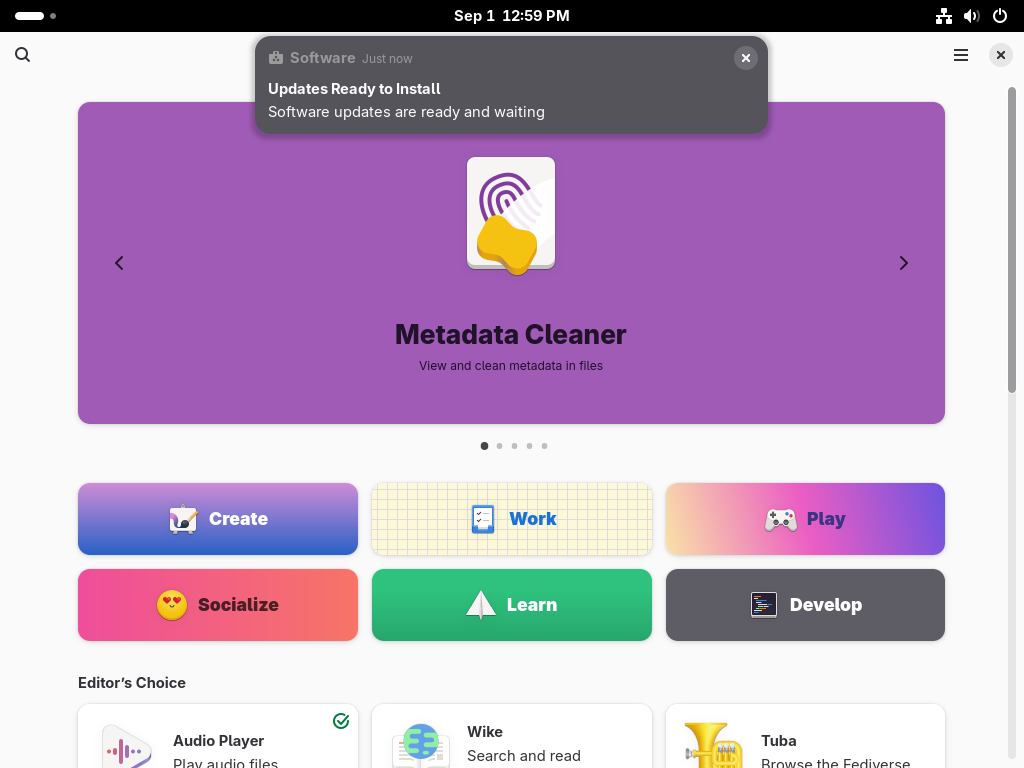 Sep 1 12:59 PM
Software Just now
Updates Ready to Install
Software updates are ready and waiting
Metadata Cleaner
View and clean metadata in files
Create
Work
Play
Socialize
Learn
Develop
Editor’s Choice
Audio Player
Play audio files
Wike
Search and read
Tuba
Browse the Fediverse